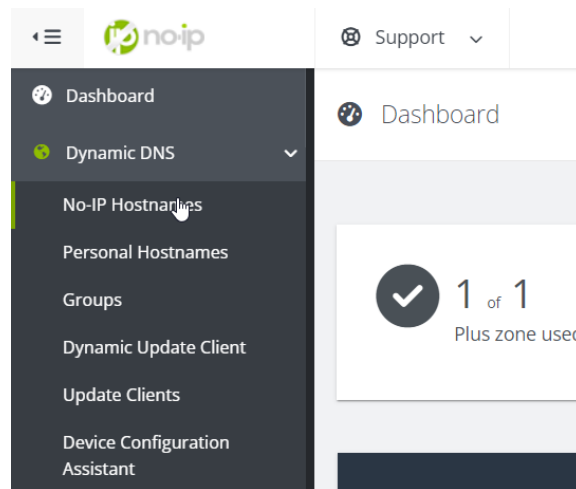 no-ip
Support
Dashboard
Dashboard
Dynamic DNS
No-IP Hostnames
Personal Hostnames
Groups
Dynamic Update Client
Update Clients
Device Configuration
Assistant
1 of 1
Plus zone used